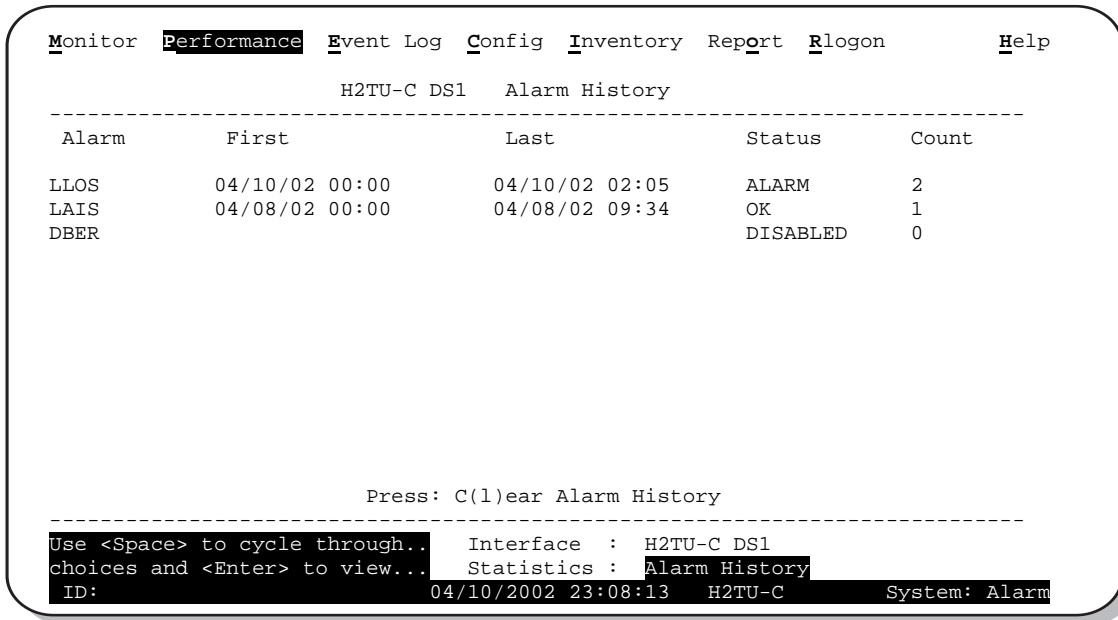 Monitor  Performance  Event Log  Config  Inventory  Report  Rlogon  Help
H2TU-C DS1   Alarm History
-----------------------------------------------------------------------------
Alarm  First  Last  Status  Count
LLOS  04/10/02 00:00  04/10/02 02:05  ALARM  2
LAIS  04/08/02 00:00  04/08/02 09:34  OK  1
DBER  DISABLED  0
Press: C(l)ear Alarm History
-----------------------------------------------------------------------------
Use <Space> to cycle through..  Interface  :  H2TU-C DS1
choices and <Enter> to view...  Statistics :  Alarm History
ID:  04/10/2002 23:08:13  H2TU-C  System: Alarm